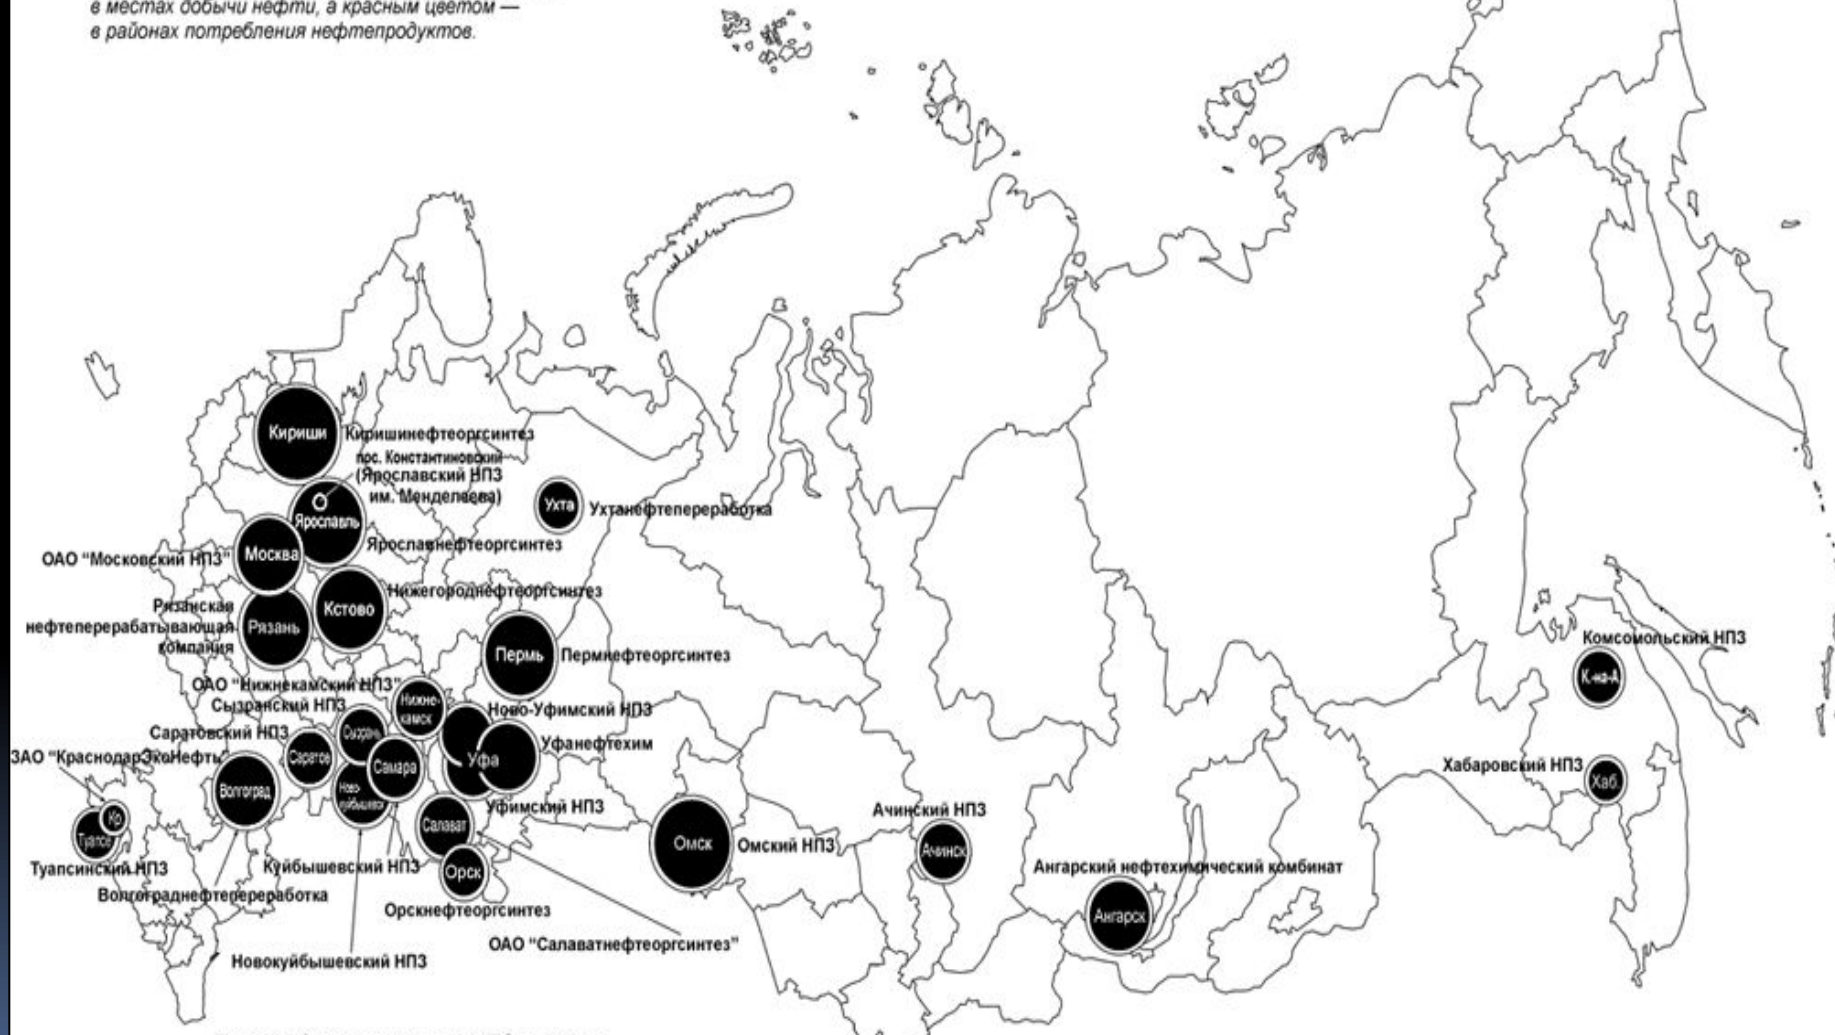 в местах добычи нефти, а красным цветом —
в районах потребления нефтепродуктов.
Кириши
Киришинефтеоргсинтез
пос. Константиновский
(Ярославский НПЗ
им. Менделеева)
Ярославль
Ярославнефтеоргсинтез
Ухта
Ухтанефтепереработка
ОАО “Московский НПЗ”
Москва
Нижегороднефтеоргсинтез
Кстово
Рязанская
нефтеперерабатывающая
компания
Рязань
Пермь
Пермнефтеоргсинтез
Комсомольский НПЗ
К.-на-А
ОАО “Нижнекамский НПЗ”
Нижне-
камск
Сызранский НПЗ
Сызрань
Ново-Уфимский НПЗ
Саратовский НПЗ
Саратов
Уфанефтехим
Уфа
ЗАО “КраснодарЭкоНефть”
Самара
Хабаровский НПЗ
Хаб.
Волгоград
Ново-
куйбышевск
Уфимский НПЗ
Кр
Туапсе
Салават
Ачинский НПЗ
Ачинск
Омск
Омский НПЗ
Туапсинский НПЗ
Куйбышевский НПЗ
Орск
Ангарский нефтехимический комбинат
Ангарск
Волгограднефтепереработка
Орскнефтеоргсинтез
ОАО “Салаватнефтеоргсинтез”
Новокуйбышевский НПЗ